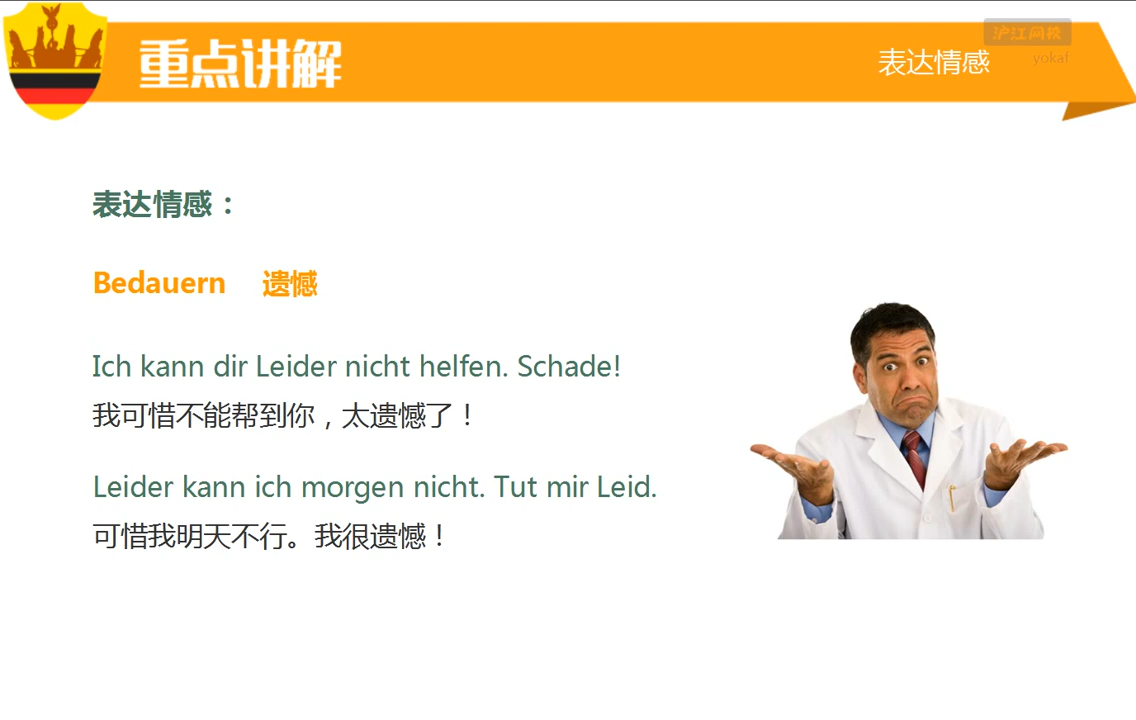 重点讲解
表达情感
沪江网校
yokaf
表达情感：
Bedauern 遗憾
Ich kann dir Leider nicht helfen. Schade!
我可惜不能帮到你，太遗憾了！
Leider kann ich morgen nicht. Tut mir Leid.
可惜我明天不行。我很遗憾！